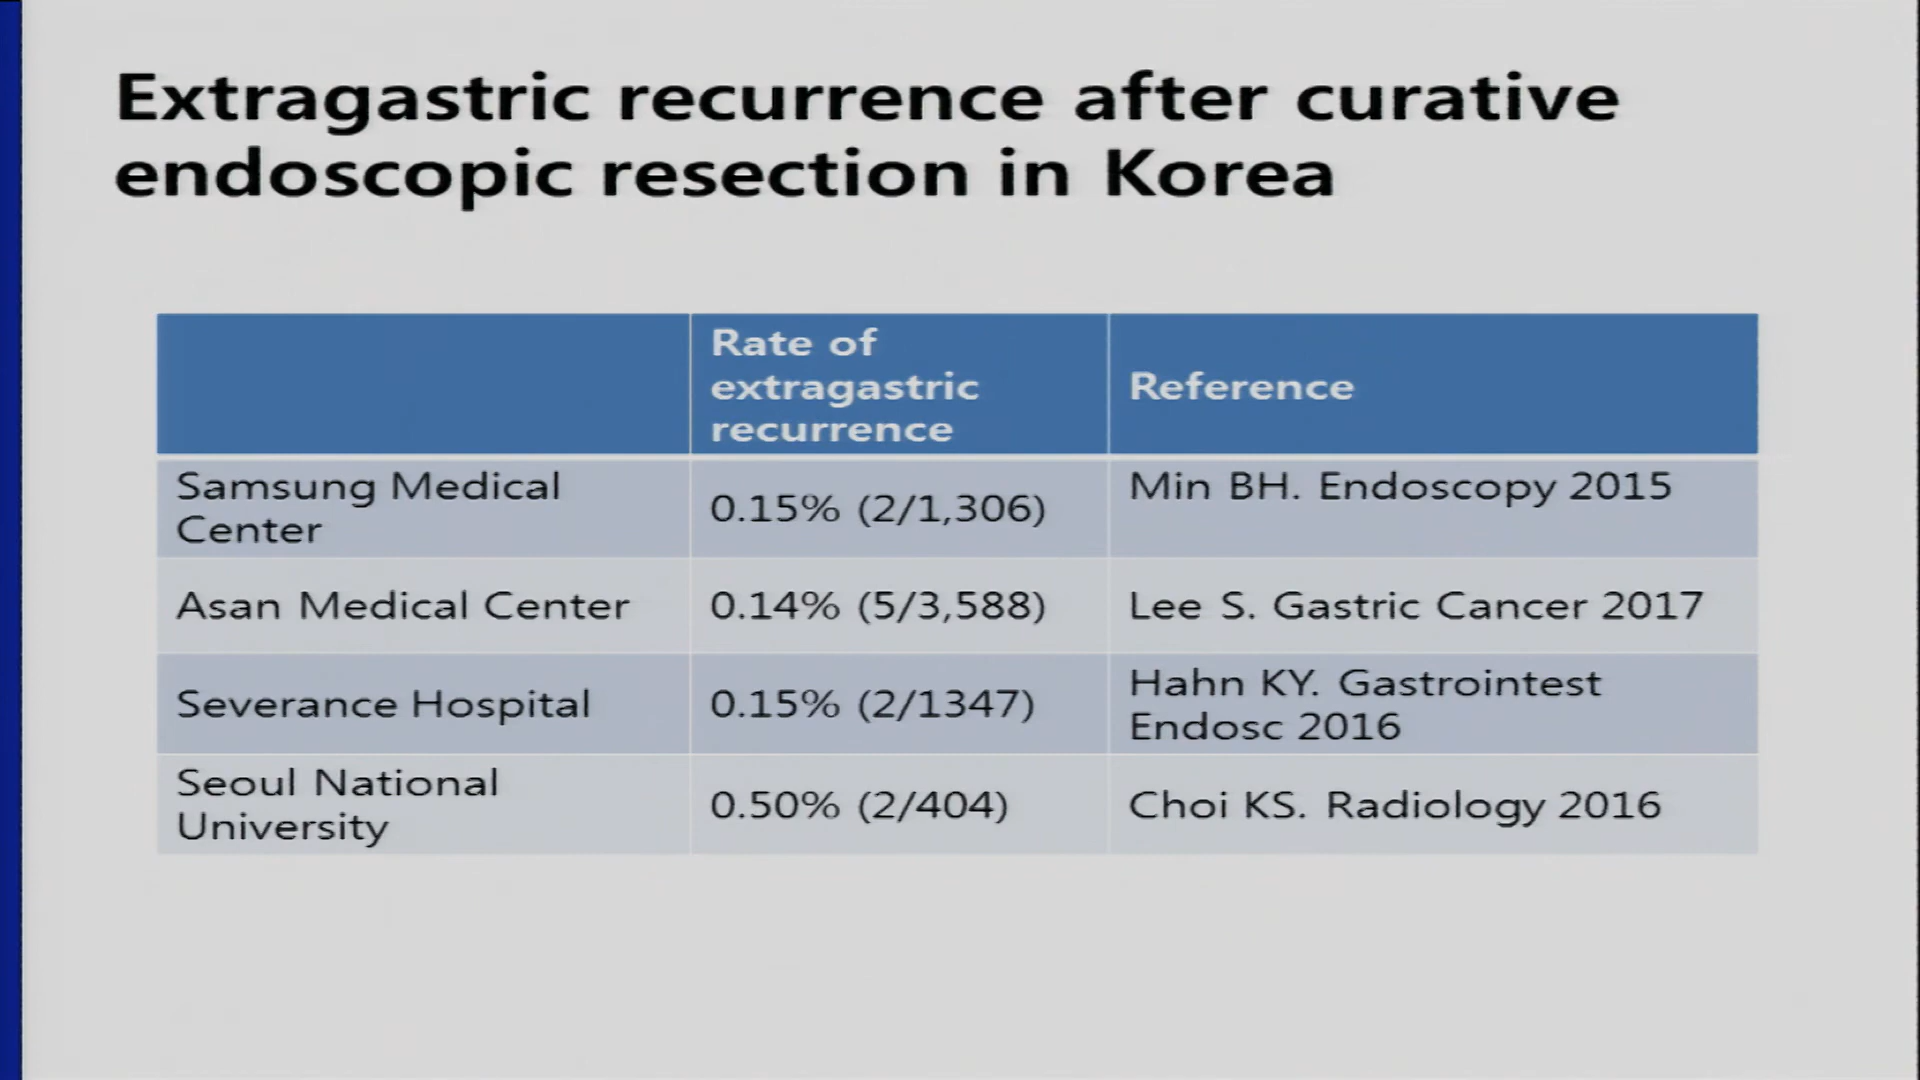 Extragastric recurrence after curative
endoscopic resection in Korea
Rate of
extragastric
recurrence
Reference
Samsung Medical
Center
0.15% (2/1,306)
Min BH. Endoscopy 2015
Asan Medical Center
0.14% (5/3,588)
Lee S. Gastric Cancer 2017
Severance Hospital
0.15% (2/1347)
Hahn KY. Gastrointest
Endosc 2016
Seoul National
University
0.50% (2/404)
Choi KS. Radiology 2016